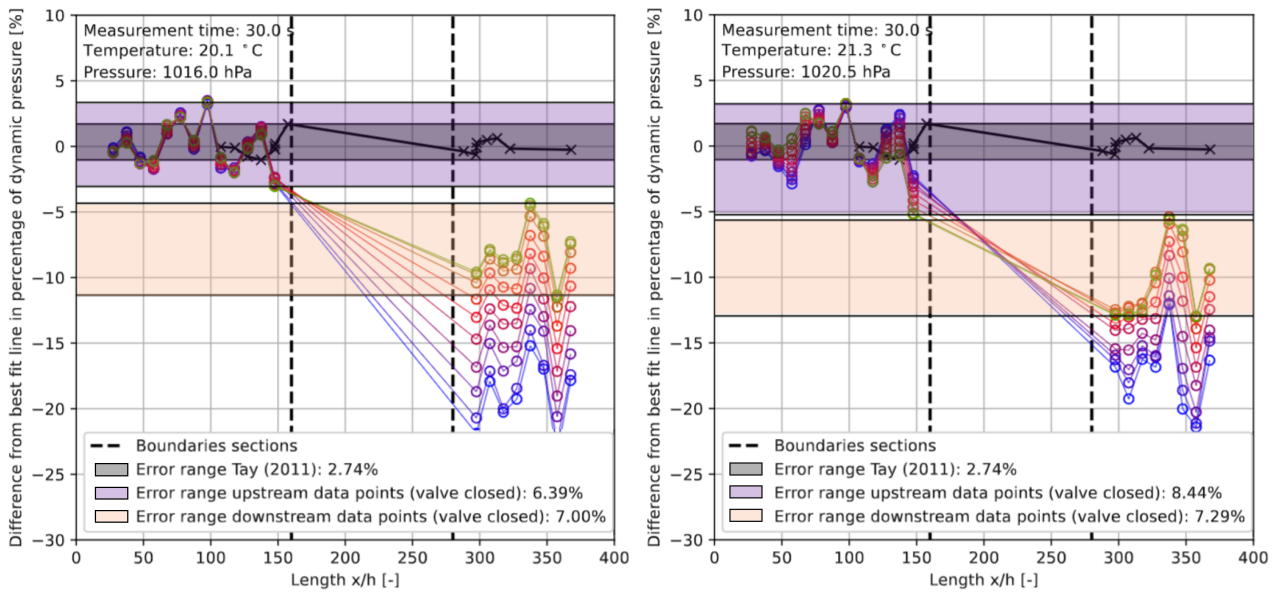 Difference from best fit line in percentage of dynamic pressure [%]
10
5
0
−5
−10
−15
−20
−25
−30
Measurement time: 30.0 s
Temperature: 20.1 °C
Pressure: 1016.0 hPa
Boundaries sections
Error range Tay (2011): 2.74%
Error range upstream data points (valve closed): 6.39%
Error range downstream data points (valve closed): 7.00%
0 50 100 150 200 250 300 350 400
Length x/h [-]
Difference from best fit line in percentage of dynamic pressure [%]
10
5
0
−5
−10
−15
−20
−25
−30
Measurement time: 30.0 s
Temperature: 21.3 °C
Pressure: 1020.5 hPa
Boundaries sections
Error range Tay (2011): 2.74%
Error range upstream data points (valve closed): 8.44%
Error range downstream data points (valve closed): 7.29%
0 50 100 150 200 250 300 350 400
Length x/h [-]